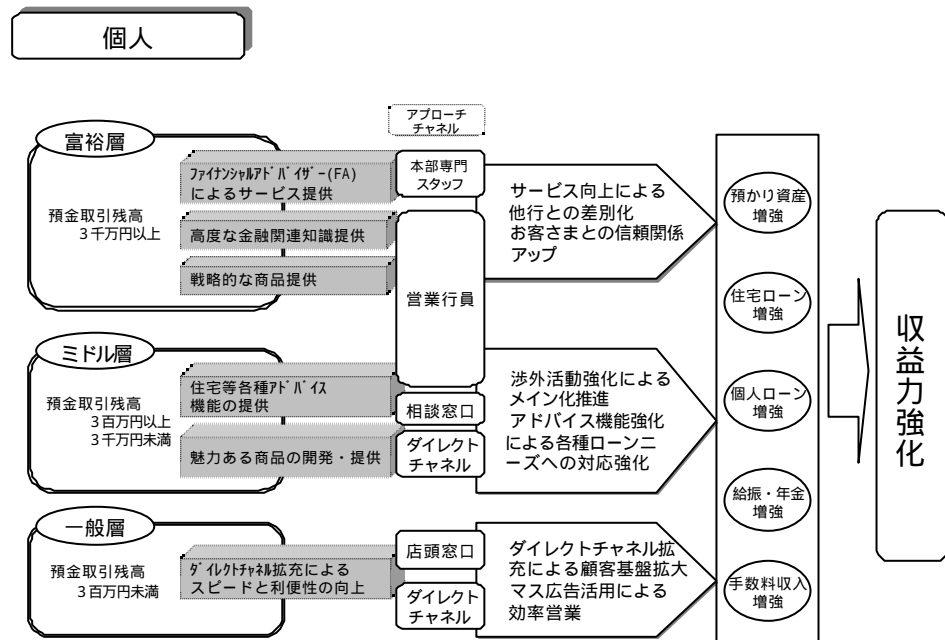 個人
アプローチ
チャネル
富裕層
預金取引残高
3千万円以上
ファイナンシャルアドバイザー(FA)
によるサービス提供
高度な金融関連知識提供
戦略的な商品提供
本部専門
スタッフ
営業行員
サービス向上による
他行との差別化
お客さまとの信頼関係
アップ
ミドル層
預金取引残高
3百万円以上
3千万円未満
住宅等各種アドバイス
機能の提供
魅力ある商品の開発・提供
相談窓口
ダイレクト
チャネル
渉外活動強化による
メイン化推進
アドバイス機能強化
による各種ローンニ
ーズへの対応強化
一般層
預金取引残高
3百万円未満
ダイレクトチャネル拡充による
スピードと利便性の向上
店頭窓口
ダイレクト
チャネル
ダイレクトチャネル拡
充による顧客基盤拡大
マス広告活用による
効率営業
預かり資産
増強
住宅ローン
増強
個人ローン
増強
給振・年金
増強
手数料収入
増強
収益力強化